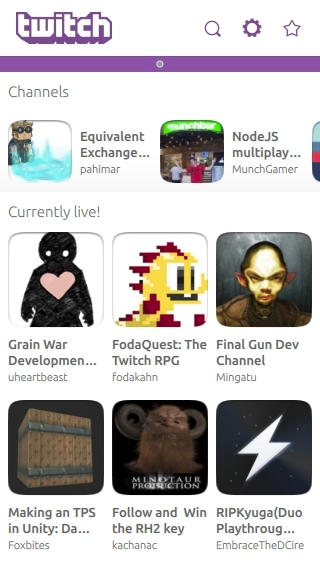 twitch
Channels
Equivalent
Exchange...
pahimar
munchbar
NodeJS
multiplay...
MunchGamer
Currently live!
Grain War
Developmen...
uheartbeast
FodaQuest: The
Twitch RPG
fodakahn
Final Gun Dev
Channel
Mingatu
MINOTAUR
PRODUCTION
Making an TPS
in Unity: Da...
Foxbites
Follow and Win
the RH2 key
kachanac
RIPKyuga(Duo
Playthroug...
EmbraceTheDCire